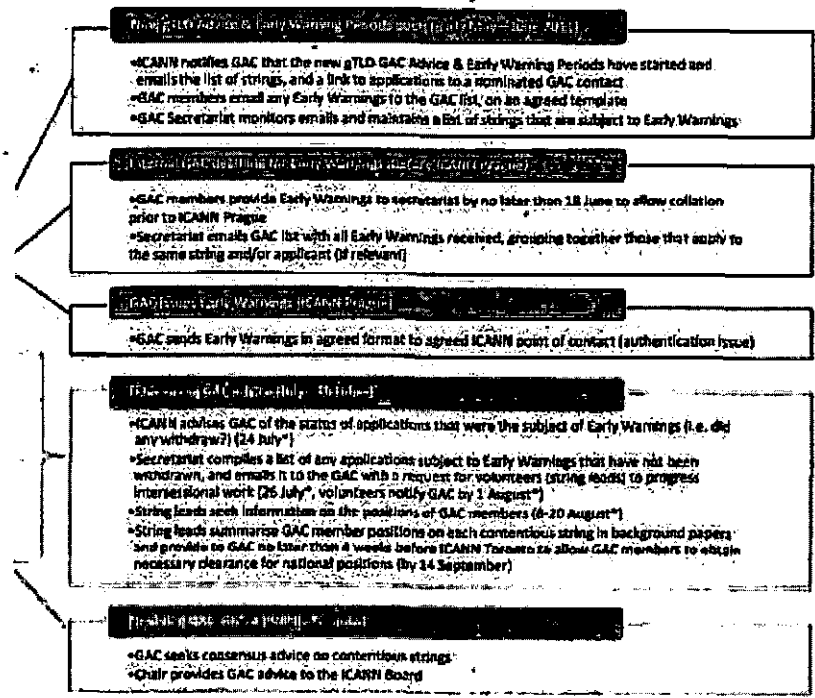 GAC Advice & Early Warning Periods
•ICANN notifies GAC that the new gTLD GAC Advice & Early Warning Periods have started and
emails the list of strings, and a link to applications to a nominated GAC contact
•GAC members email any Early Warnings to the GAC list, on an agreed template
•GAC Secretariat monitors emails and maintains a list of strings that are subject to Early Warnings
•GAC members provide Early Warnings to secretariat by no later than 18 June to allow collation
prior to ICANN Prague
•Secretariat emails GAC list with all Early Warnings received, grouping together those that apply to
the same string and/or applicant (if relevant)
GAC issues Early Warnings (ICANN Prague)
•GAC sends Early Warnings in agreed format to agreed ICANN point of contact (authentication issue)
•ICANN advises GAC of the status of applications that were the subject of Early Warnings (i.e. did
any withdraw?) (24 July*)
•Secretariat compiles a list of any applications subject to Early Warnings that have not been
withdrawn, and emails it to the GAC with a request for volunteers (string leads) to progress
intersessional work (26 July*, volunteers notify GAC by 1 August*)
•String leads seek information on the positions of GAC members (6-20 August*)
•String leads summarise GAC member positions on each contentious string in background papers
and provide to GAC no later than 4 weeks before ICANN Toronto to allow GAC members to obtain
necessary clearance for national positions (by 14 September)
•GAC seeks consensus advice on contentious strings
•Chair provides GAC advice to the ICANN Board